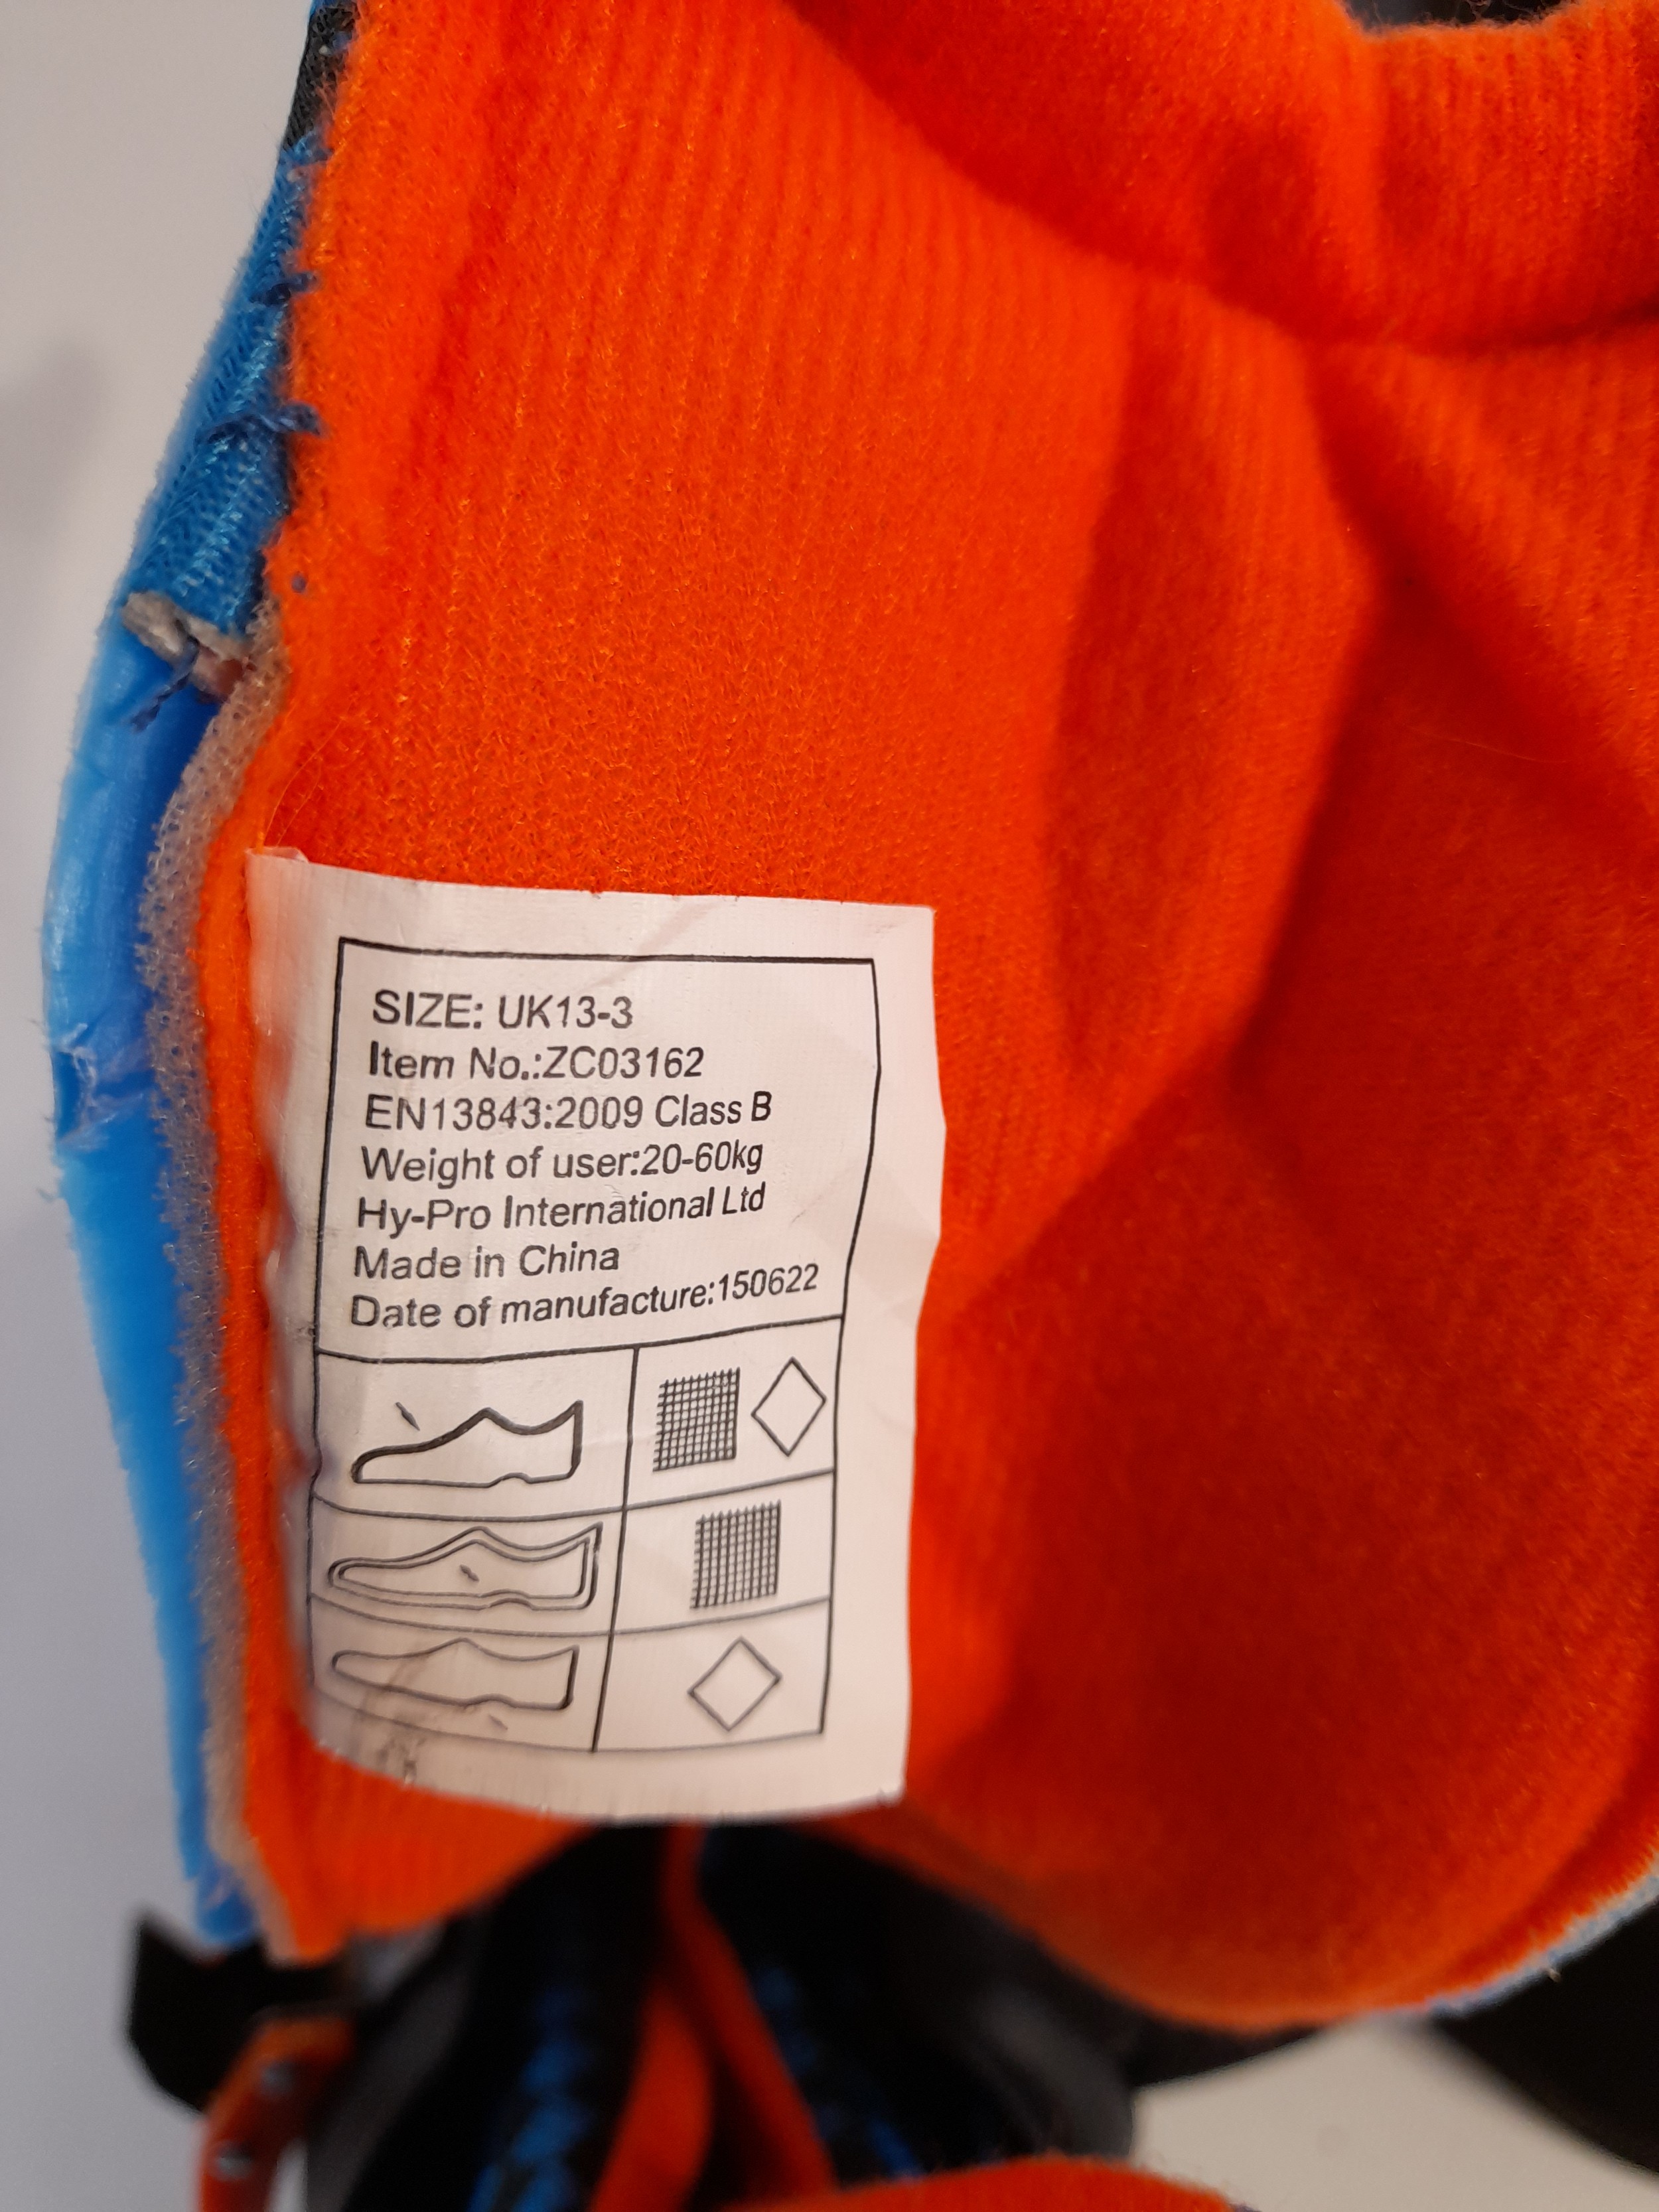 SIZE: UK13-3
Item No.:ZC03162
EN13843:2009 Class B
Weight of user:20-60kg
Hy-Pro International Ltd
Made in China
Date of manufacture:150622